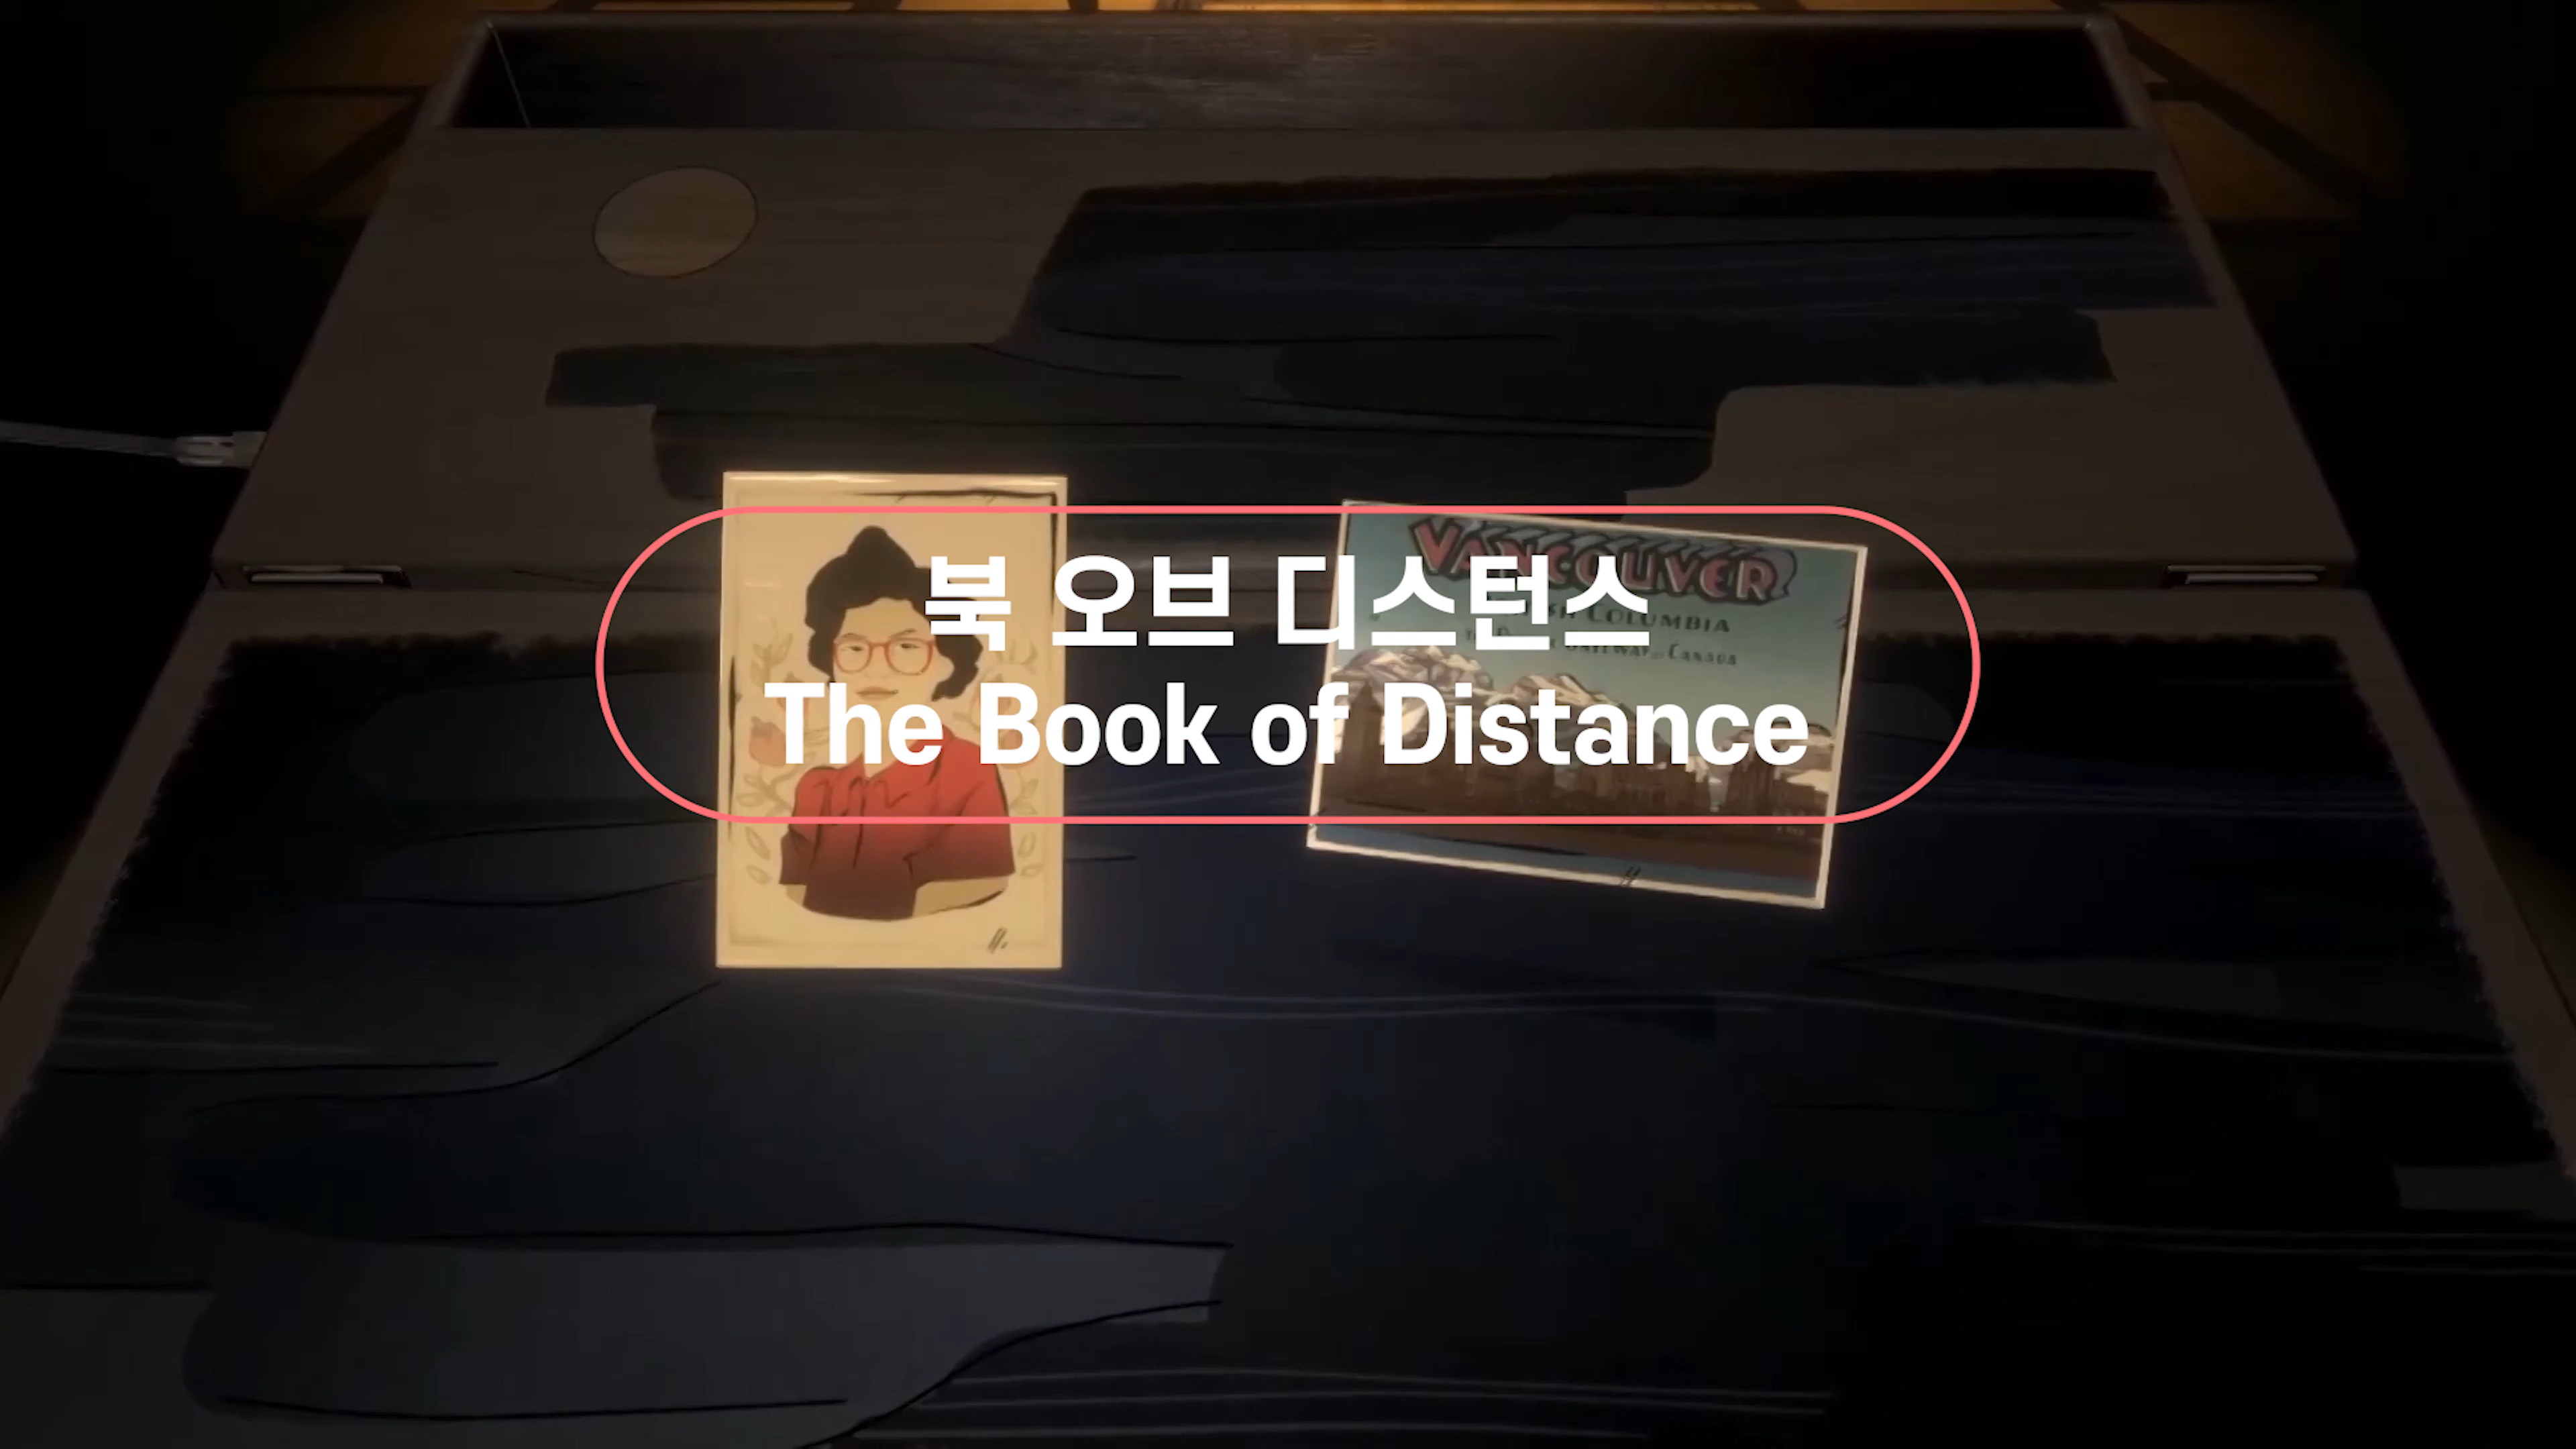 북 오브 디스턴스
The Book of Distance
VANCOUVER
COLUMBIA
CANADA